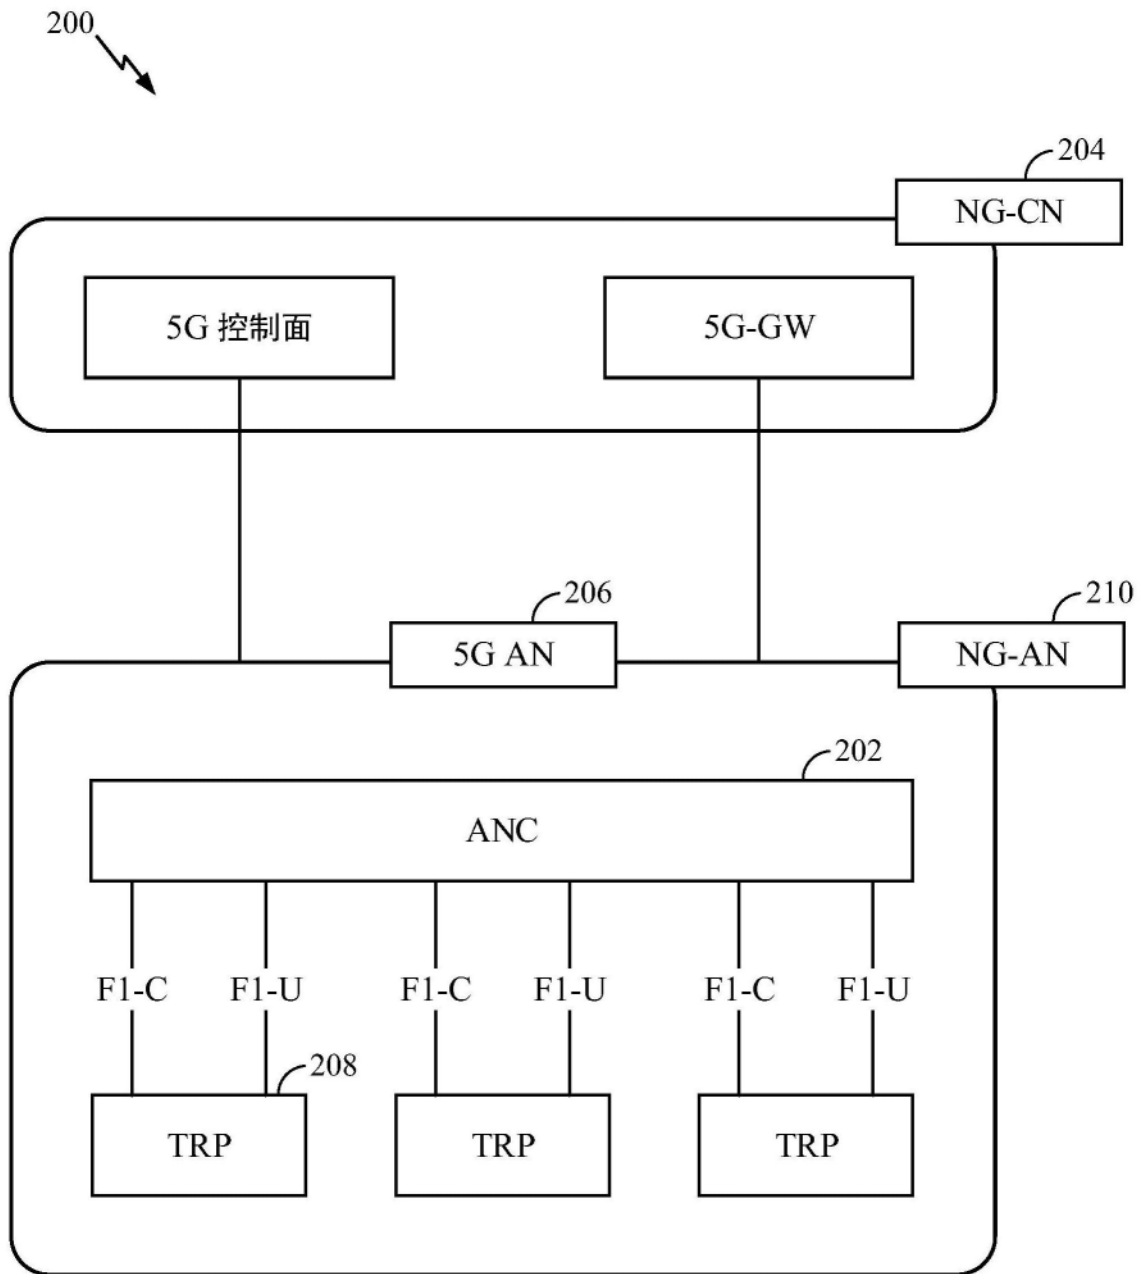 200
204
NG-CN
5G 控制面
5G-GW
206
210
5G AN
NG-AN
202
ANC
F1-C F1-U F1-C F1-U F1-C F1-U
208
TRP TRP TRP